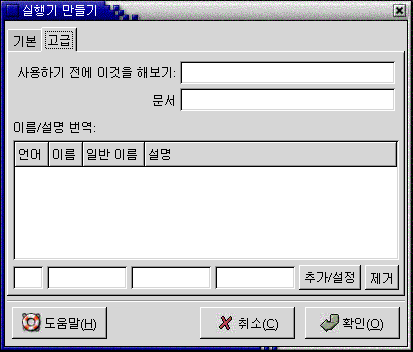 실행기 만들기
기본 고급
사용하기 전에 이것을 해보기:
문서
이름/설명 번역:
언어 이름 일반 이름 설명
추가/설정 제거
도움말(H) 취소(C) 확인(O)